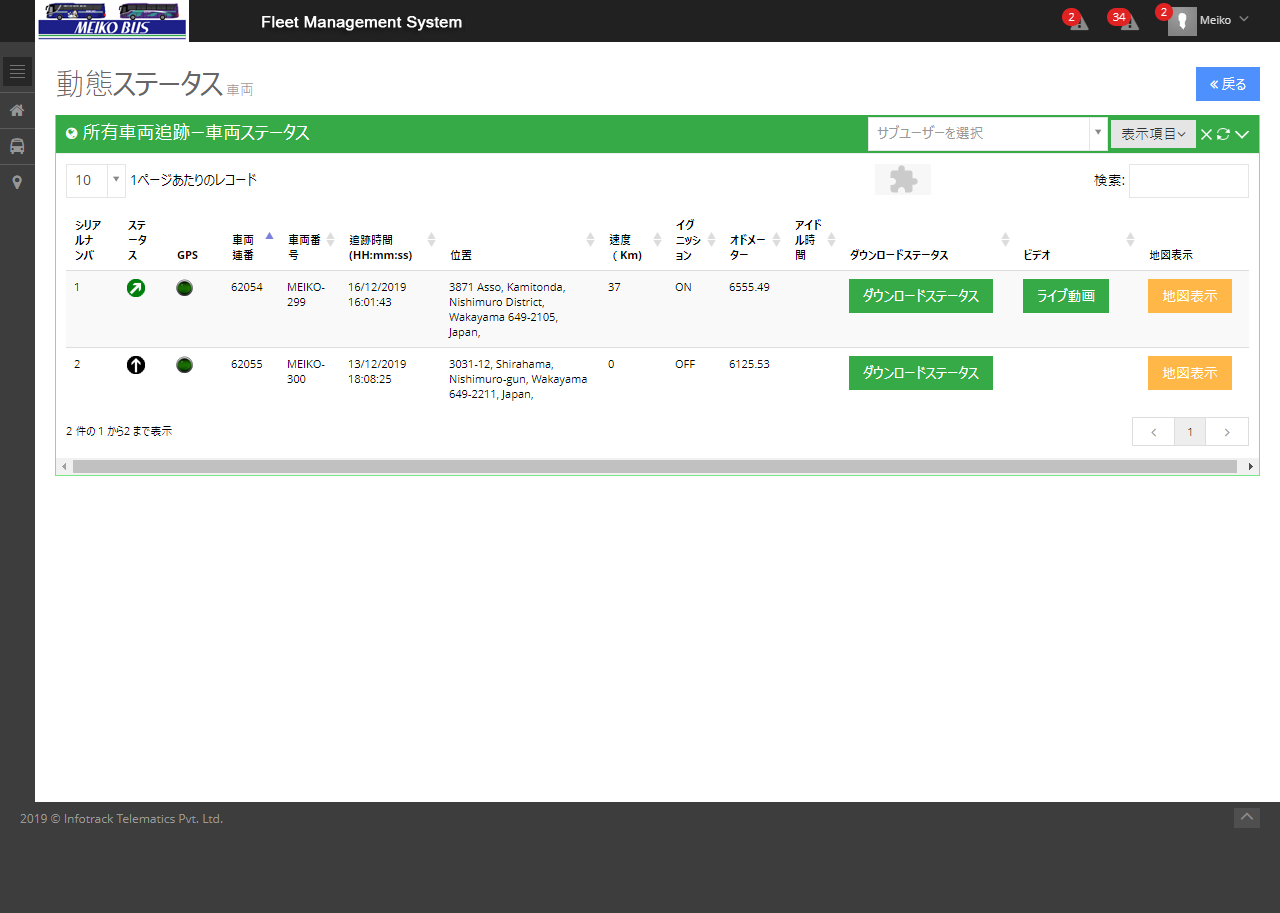 MEIKO BUS
Fleet Management System
2
34
2
Meiko
動態ステータス 車両
« 戻る
所有車両追跡ー車両ステータス
サブユーザーを選択
表示項目
10
1ページあたりのレコード
検索:
シリアルナンバ
ステータス
GPS
車両連番
車両番号
追跡時間 (HH:mm:ss)
位置
速度 ( Km)
イグニッション
オドメーター
アイドル時間
ダウンロードステータス
ビデオ
地図表示
1
62054
MEIKO-299
16/12/2019 16:01:43
3871 Asso, Kamitonda,
Nishimuro District,
Wakayama 649-2105,
Japan,
37
ON
6555.49
ダウンロードステータス
ライブ動画
地図表示
2
62055
MEIKO-300
13/12/2019 18:08:25
3031-12, Shirahama,
Nishimuro-gun, Wakayama
649-2211, Japan,
0
OFF
6125.53
ダウンロードステータス
地図表示
2 件の 1 から2 まで表示
1
2019 © Infotrack Telematics Pvt. Ltd.